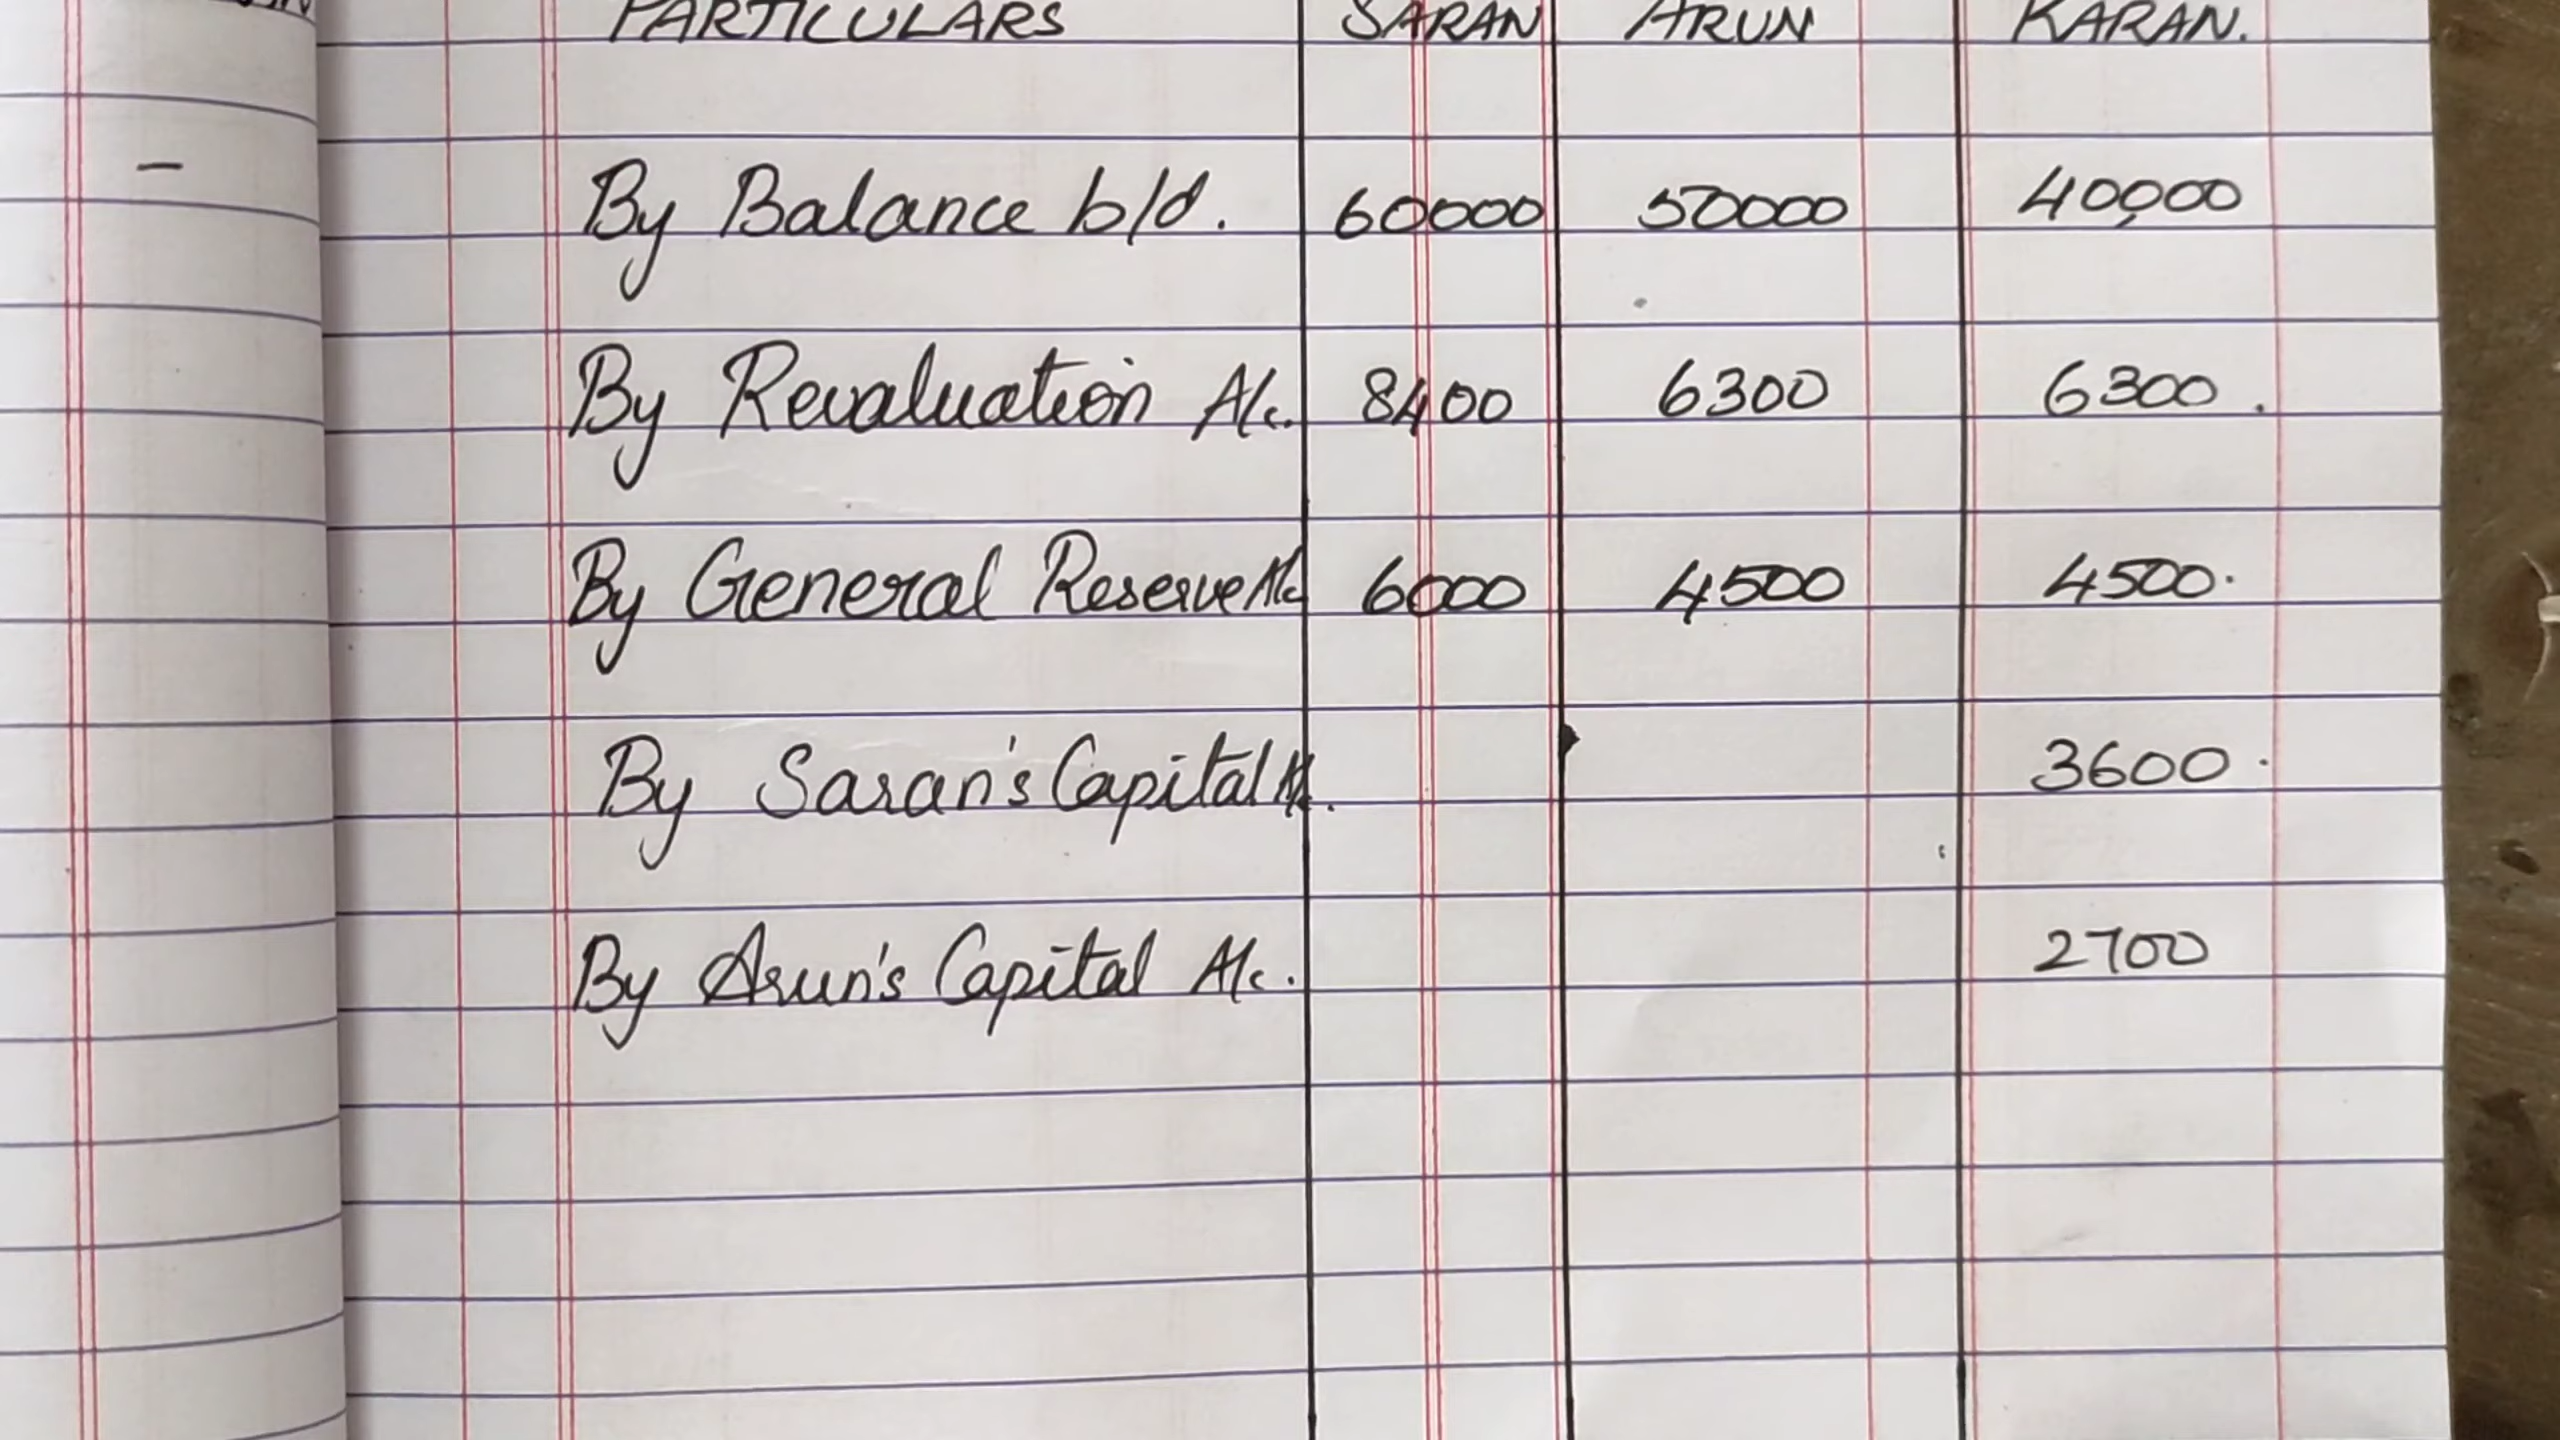 PARTICULARS SARAN ARUN KARAN.
By Balance b/d. 60000 50000 40000
By Revaluation A/c. 8400 6300 6300.
By General Reserve A/c 6000 4500 4500.
By Saran's Capital A/c. 3600.
By Arun's Capital A/c. 2700